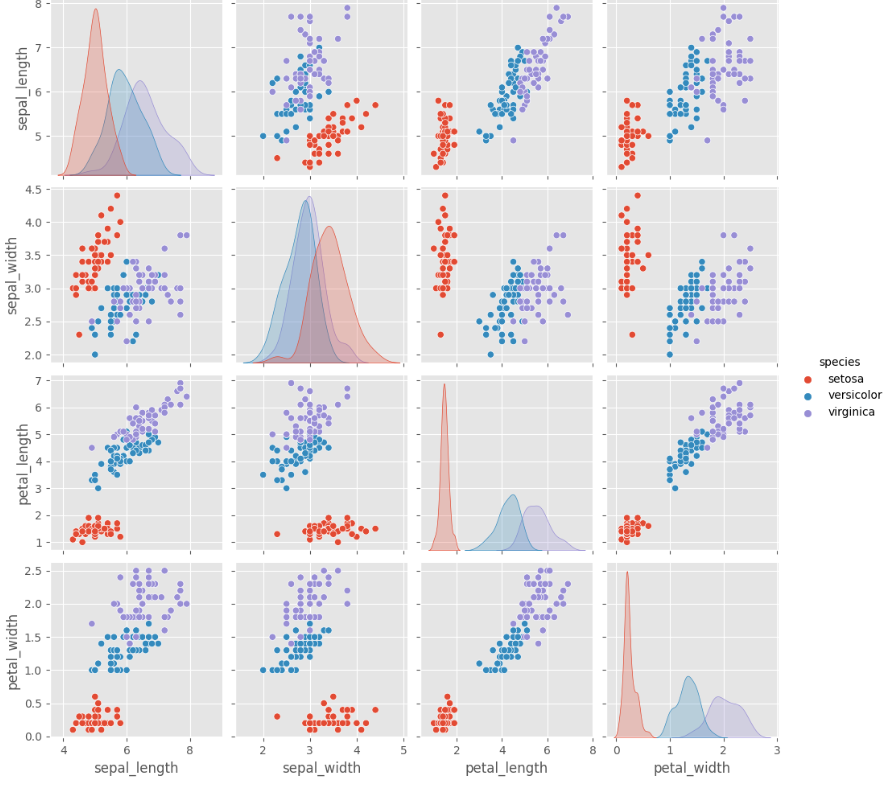 8
7
6
5
sepal_length
4.5
4.0
3.5
3.0
2.5
2.0
sepal_width
species
setosa
versicolor
virginica
7
6
5
4
3
2
1
petal_length
2.5
2.0
1.5
1.0
0.5
0.0
petal_width
4 6 8 2 3 4 5 2 4 6 8 0 1 2 3
sepal_length sepal_width petal_length petal_width